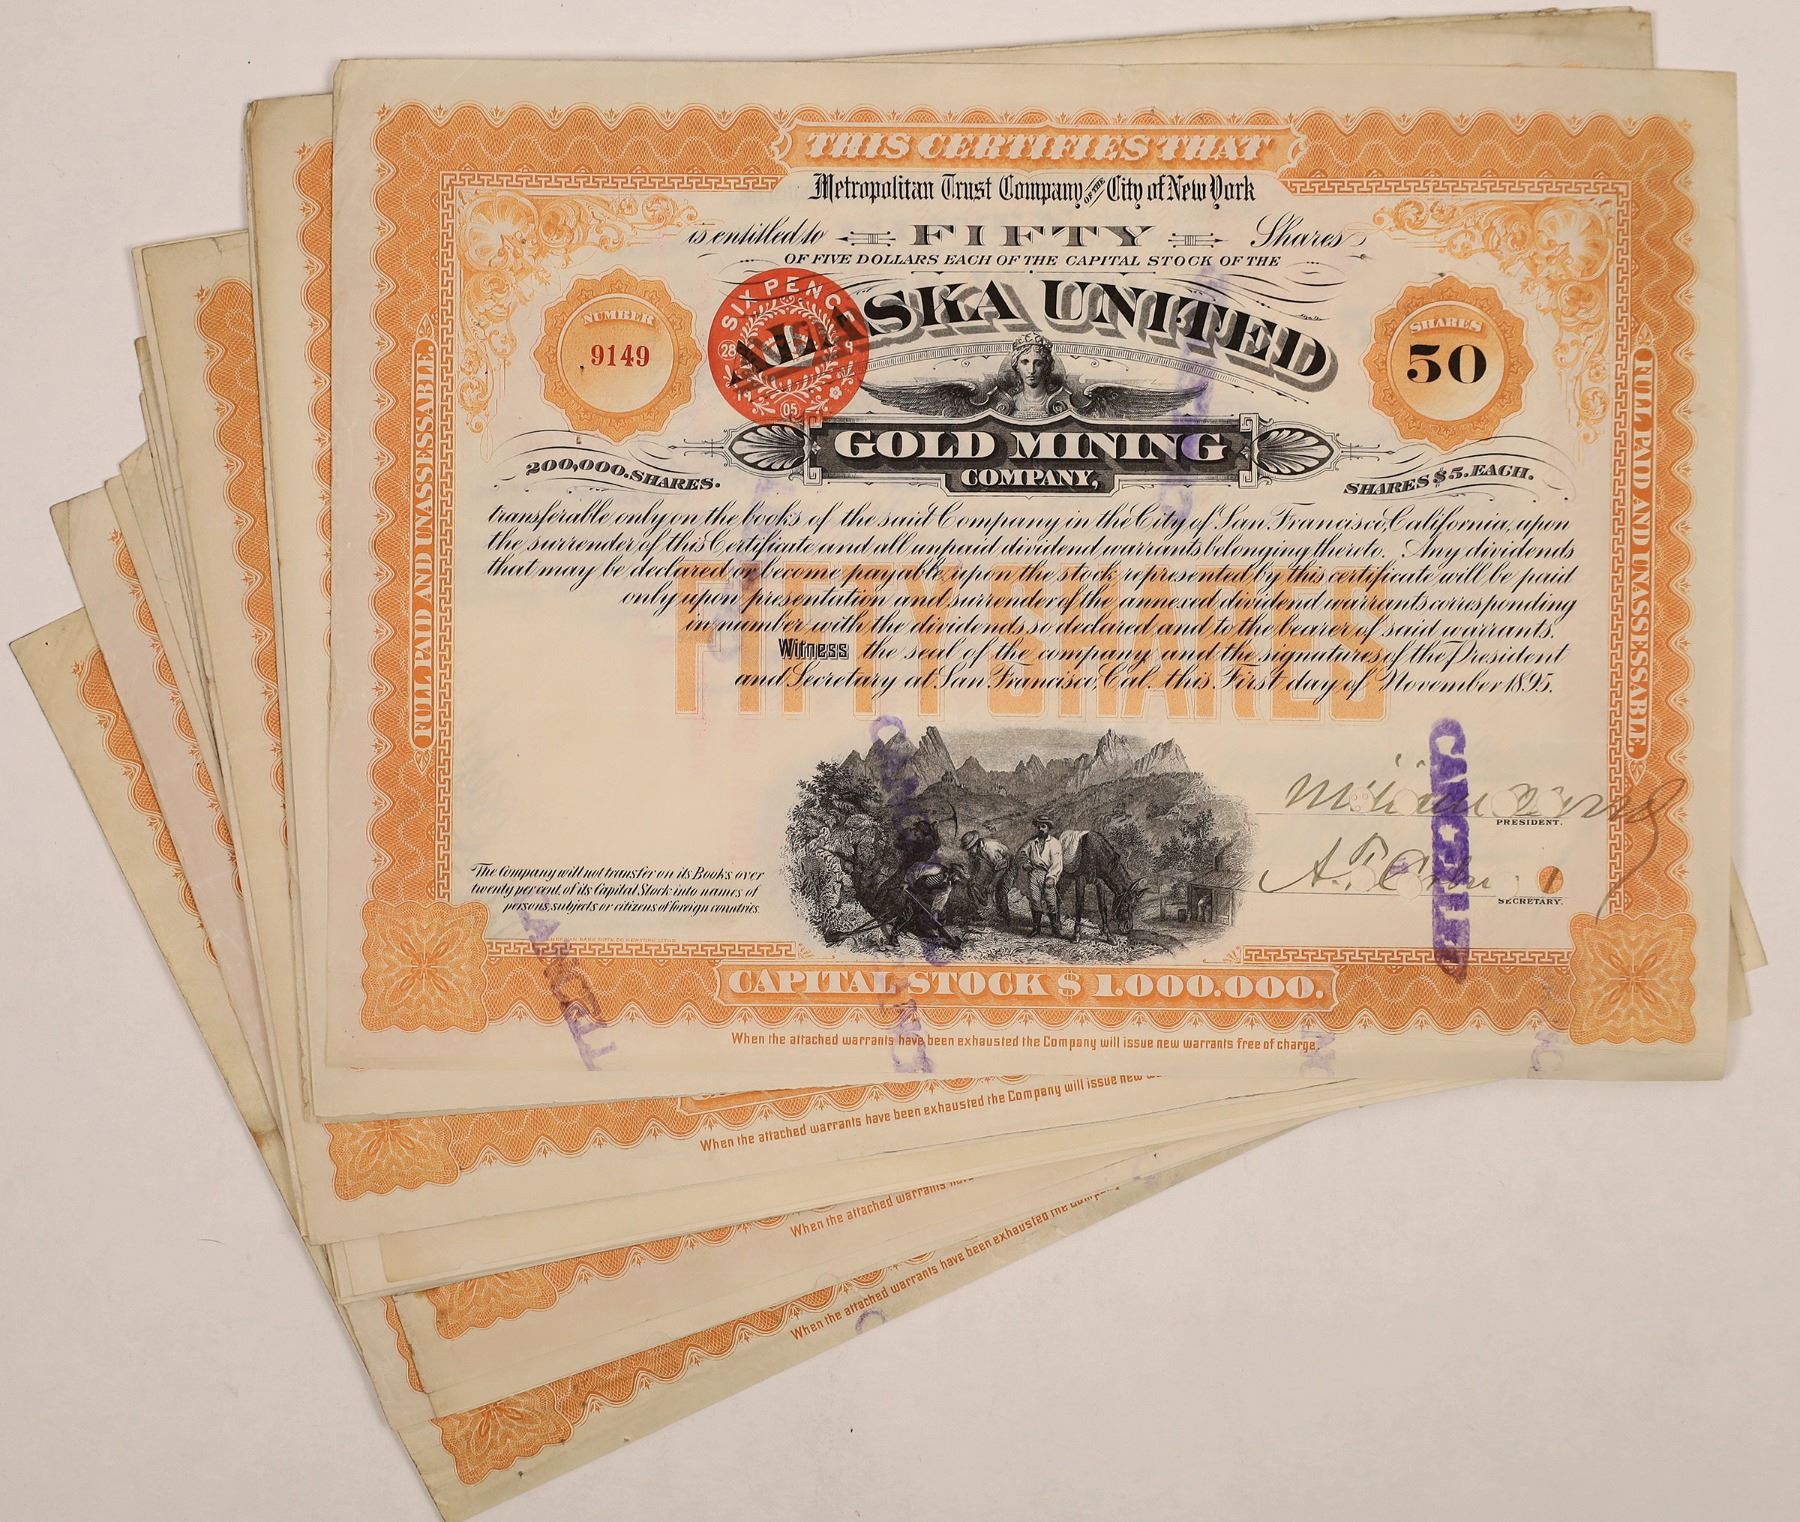 THIS CERTIFIES THAT
Metropolitan Trust Company OF THE City of New York
is entitled to FIFTY Shares
OF FIVE DOLLARS EACH OF THE CAPITAL STOCK OF THE
ALASKA UNITED
GOLD MINING
COMPANY,
NUMBER
9149
SIX PENCE
28
9
19
05
SHARES
50
200,000. SHARES.
SHARES $5. EACH.
transferable only on the books of the said Company in the City of San Francisco, California, upon
the surrender of this Certificate and all unpaid dividend warrants belonging thereto. Any dividends
that may be declared or become payable upon the stock represented by this certificate will be paid
only upon presentation and surrender of the annexed dividend warrants corresponding
in number with the dividends so declared and to the bearer of said warrants.
Witness the seal of the company and the signatures of the President
and Secretary at San Francisco, Cal. this First day of November 1895.
FIFTY SHARES
FULL PAID AND UNASSESSABLE.
FULL PAID AND UNASSESSABLE.
CANCELLED
PRESIDENT.
SECRETARY.
The Company will not transfer on its Books over
twenty per cent. of its Capital Stock into names of
persons, subjects or citizens of foreign countries.
CAPITAL STOCK $1.000.000.
When the attached warrants have been exhausted the Company will issue new warrants free of charge.
When the attached warrants have been exhausted the Company will issue new
When the attached warrants
When the attached warrants have been exhausted the Company